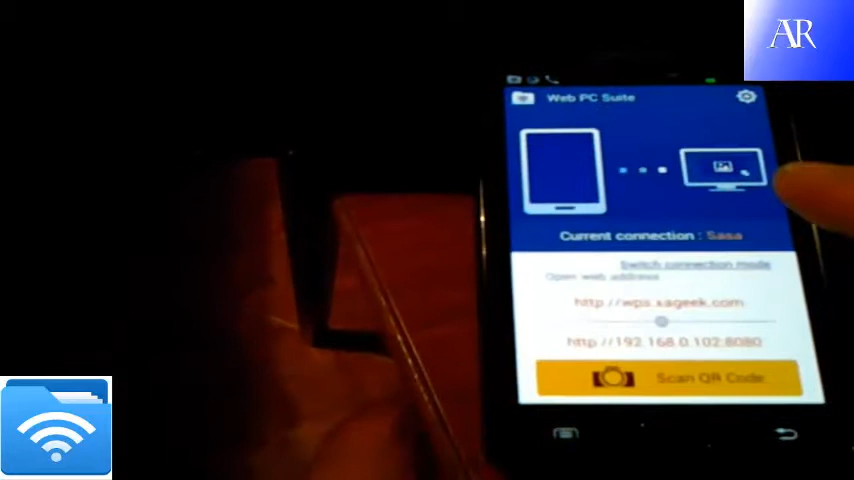 AR
Web PC Suite
Current connection : Sasa
Switch connection mode
Open web address
http://wps.xageek.com
http://192.168.0.102:8080
Scan QR Code